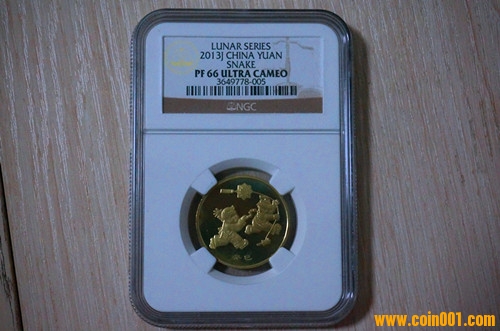 LUNAR SERIES
2013J CHINA YUAN
SNAKE
PF 66 ULTRA CAMEO
3649778-005
NGC
www.coin001.com